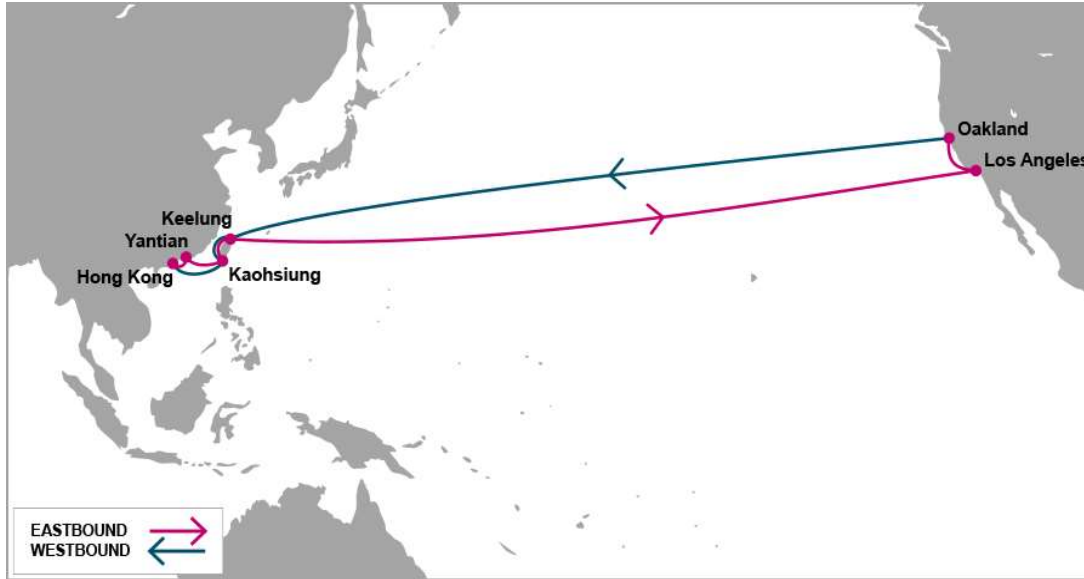 Oakland
Los Angeles
Keelung
Yantian
Hong Kong
Kaohsiung
EASTBOUND
WESTBOUND